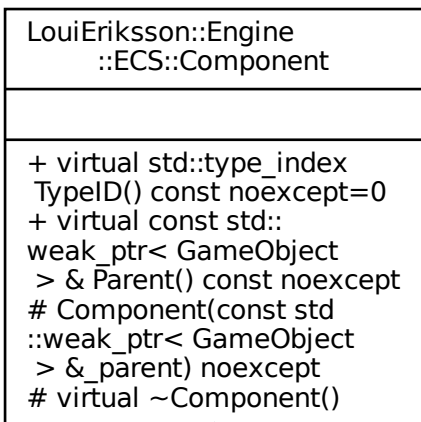 LouiEriksson::Engine
::ECS::Component
+ virtual std::type_index
TypeID() const noexcept=0
+ virtual const std::
weak_ptr< GameObject
> & Parent() const noexcept
# Component(const std
::weak_ptr< GameObject
> &_parent) noexcept
# virtual ~Component()